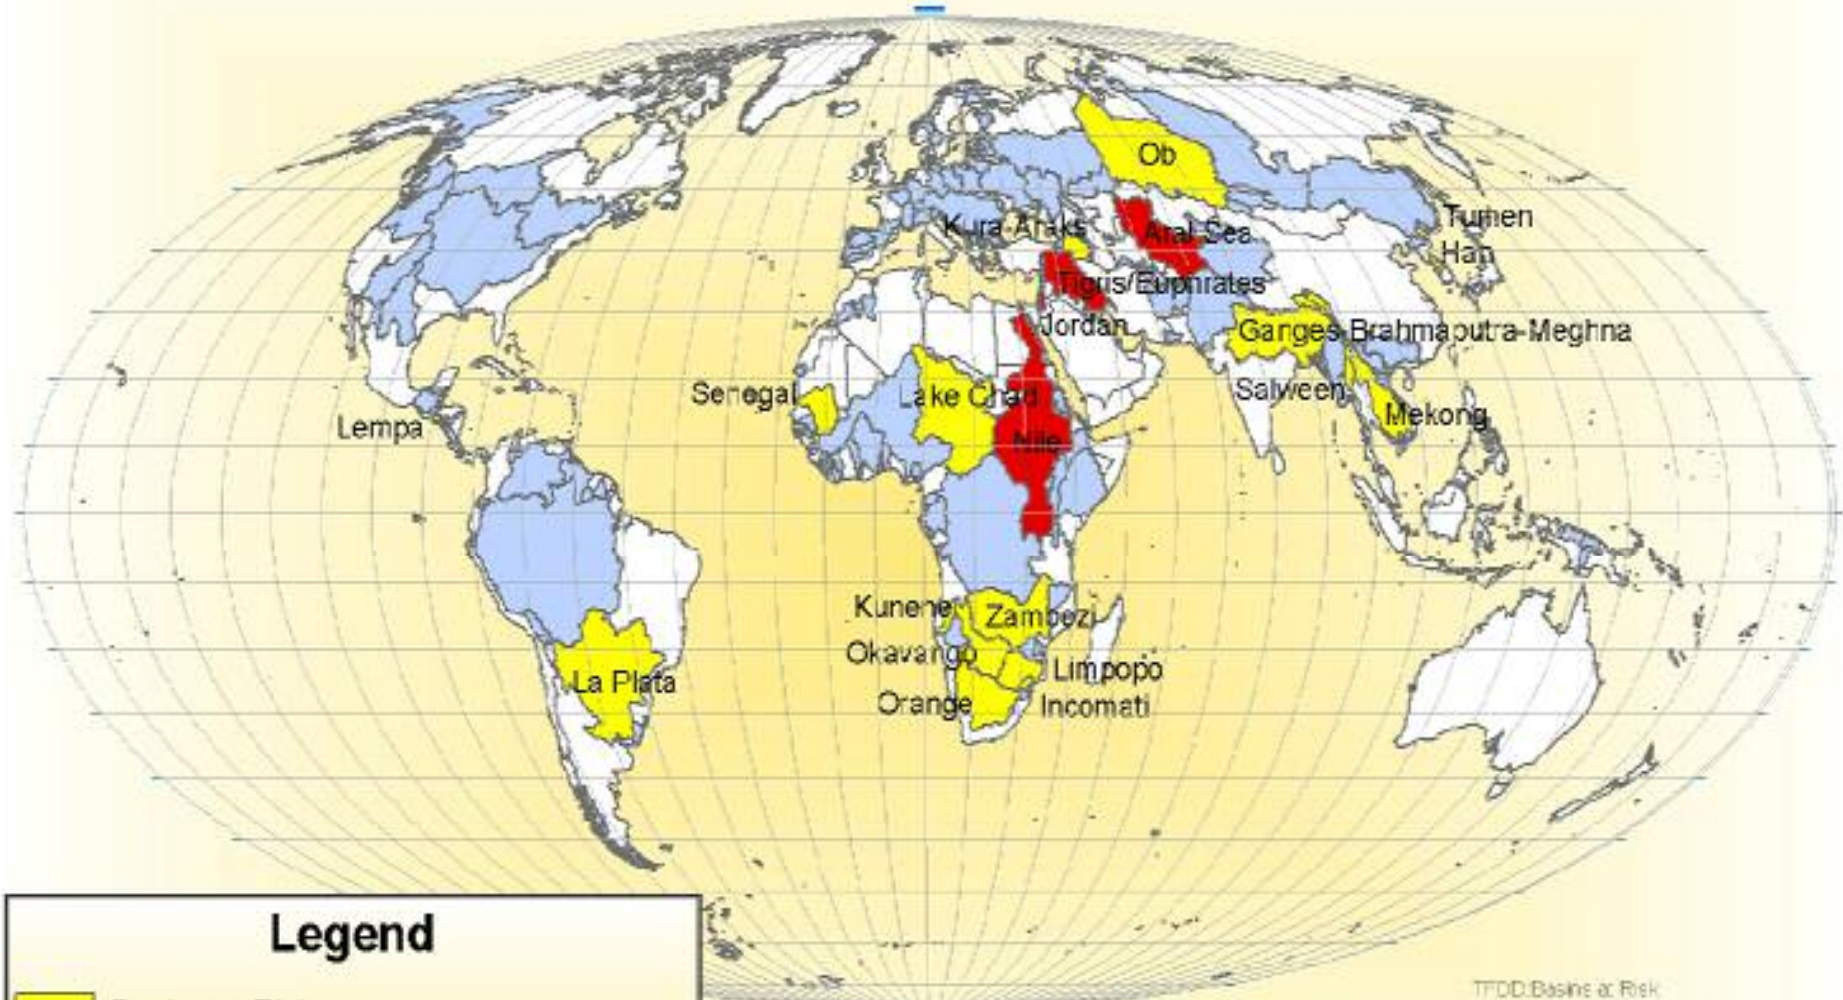 Ob
Tumen
Kura-Araks
Aral Sea
Han
Tigris/Euphrates
Jordan
Ganges-Brahmaputra-Meghna
Senegal
Lake Chad
Salween
Mekong
Lempa
Nile
Kunene
Zambezi
Okavango
Limpopo
La Plata
Orange
Incomati
Legend
TFDD:Basins at Risk